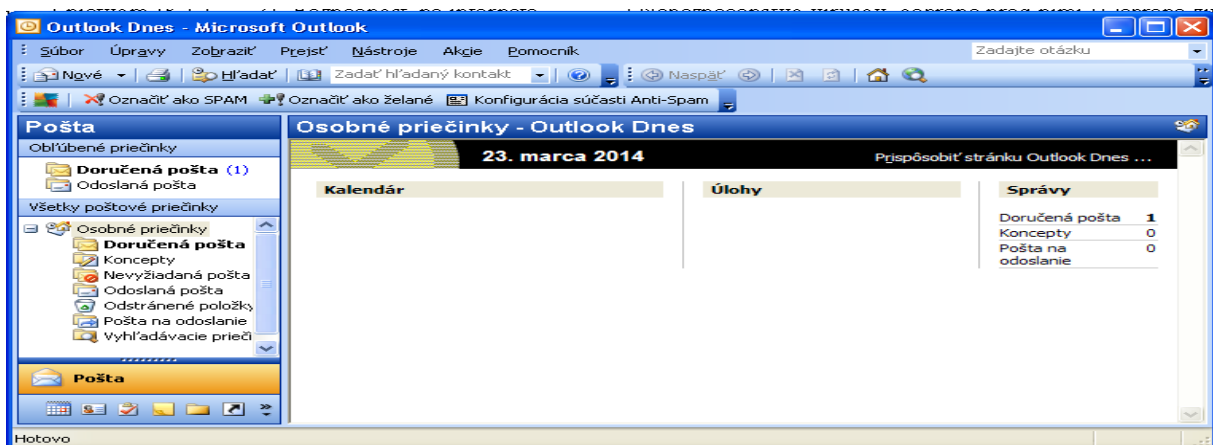 Outlook Dnes - Microsoft Outlook
Súbor Úpravy Zobraziť Prejsť Nástroje Akcie Pomocník Zadajte otázku
Nové Hľadať Zadať hľadaný kontakt Naspäť
Označiť ako SPAM Označiť ako želané Konfigurácia súčasti Anti-Spam
Pošta
Obľúbené priečinky
Doručená pošta (1)
Odoslaná pošta
Všetky poštové priečinky
Osobné priečinky
Doručená pošta
Koncepty
Nevyžiadaná pošta
Odoslaná pošta
Odstránené položky
Pošta na odoslanie
Vyhľadávacie prieči
Pošta
Osobné priečinky - Outlook Dnes
23. marca 2014 Prispôsobiť stránku Outlook Dnes ...
Kalendár Úlohy Správy
Doručená pošta 1
Koncepty 0
Pošta na 0
odoslanie
Hotovo